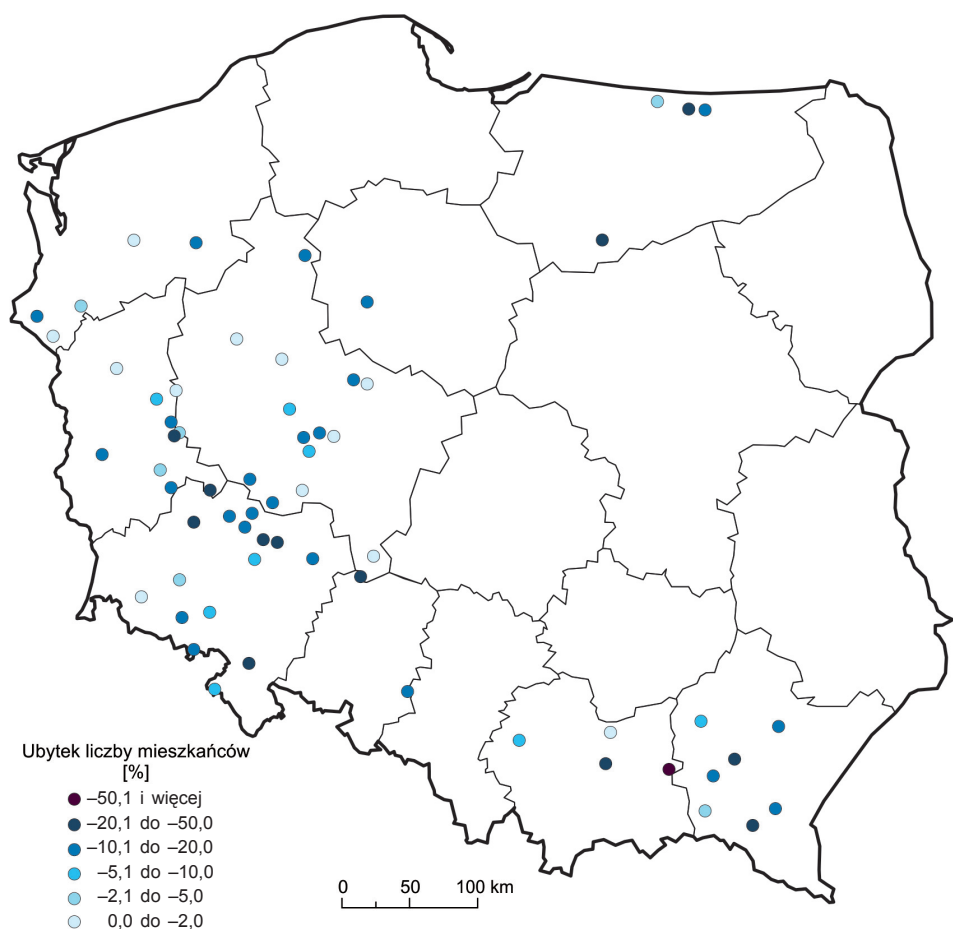 Ubytek liczby mieszkańców
[%]
–50,1 i więcej
–20,1 do –50,0
–10,1 do –20,0
–5,1 do –10,0
–2,1 do –5,0
0,0 do –2,0
0 50 100 km